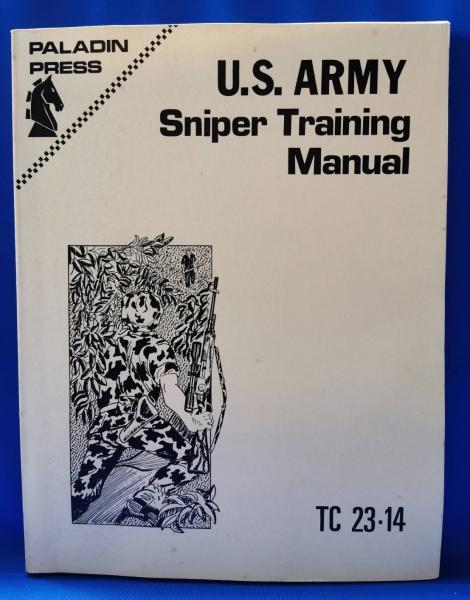 PALADIN
PRESS
U.S. ARMY
Sniper Training
Manual
TC 23-14